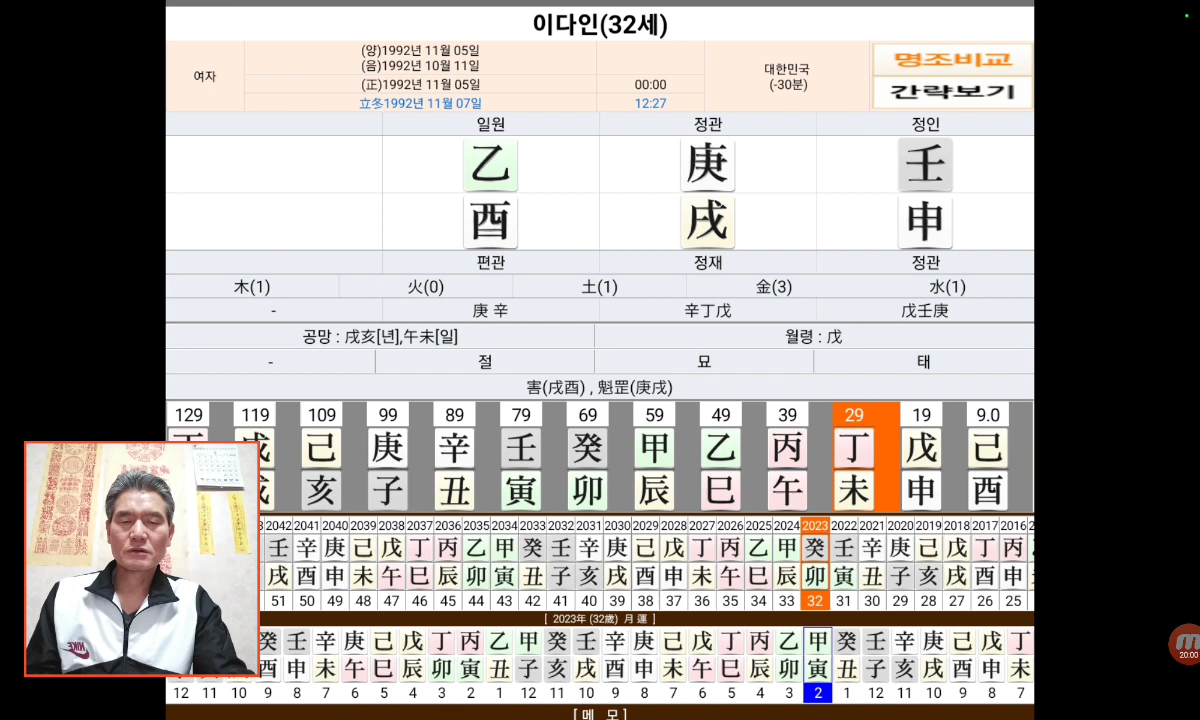 이다인(32세)
여자
(양)1992년 11월 05일
(음)1992년 10월 11일
(正)1992년 11월 05일 00:00
立冬1992년 11월 07일 12:27
대한민국
(-30분)
명조비교
간략보기
일원 정관 정인
乙 庚 壬
酉 戌 申
편관 정재 정관
木(1) 火(0) 土(1) 金(3) 水(1)
- 庚 辛 辛丁戊 戊壬庚
공망 : 戌亥[년],午未[일] 월령 : 戊
- 절 묘 태
害(戌酉) , 魁罡(庚戌)
129 119 109 99 89 79 69 59 49 39 29 19 9.0
己 庚 辛 壬 癸 甲 乙 丙 丁 戊 己
亥 子 丑 寅 卯 辰 巳 午 未 申 酉
2042 2041 2040 2039 2038 2037 2036 2035 2034 2033 2032 2031 2030 2029 2028 2027 2026 2025 2024 2023 2022 2021 2020 2019 2018 2017 2016
壬 辛 庚 己 戊 丁 丙 乙 甲 癸 壬 辛 庚 己 戊 丁 丙 乙 甲 癸 壬 辛 庚 己 戊 丁 丙
戌 酉 申 未 午 巳 辰 卯 寅 丑 子 亥 戌 酉 申 未 午 巳 辰 卯 寅 丑 子 亥 戌 酉 申
51 50 49 48 47 46 45 44 43 42 41 40 39 38 37 36 35 34 33 32 31 30 29 28 27 26 25
[ 2023年 (32歲) 月 運 ]
癸 壬 辛 庚 己 戊 丁 丙 乙 甲 癸 壬 辛 庚 己 戊 丁 丙 乙 甲 癸 壬 辛 庚 己 戊 丁
酉 申 未 午 巳 辰 卯 寅 丑 子 亥 戌 酉 申 未 午 巳 辰 卯 寅 丑 子 亥 戌 酉 申 未
12 11 10 9 8 7 6 5 4 3 2 1 12 11 10 9 8 7 6 5 4 3 2 1 12 11 10 9 8 7
[ 메 모 ]
NIKE
20:00